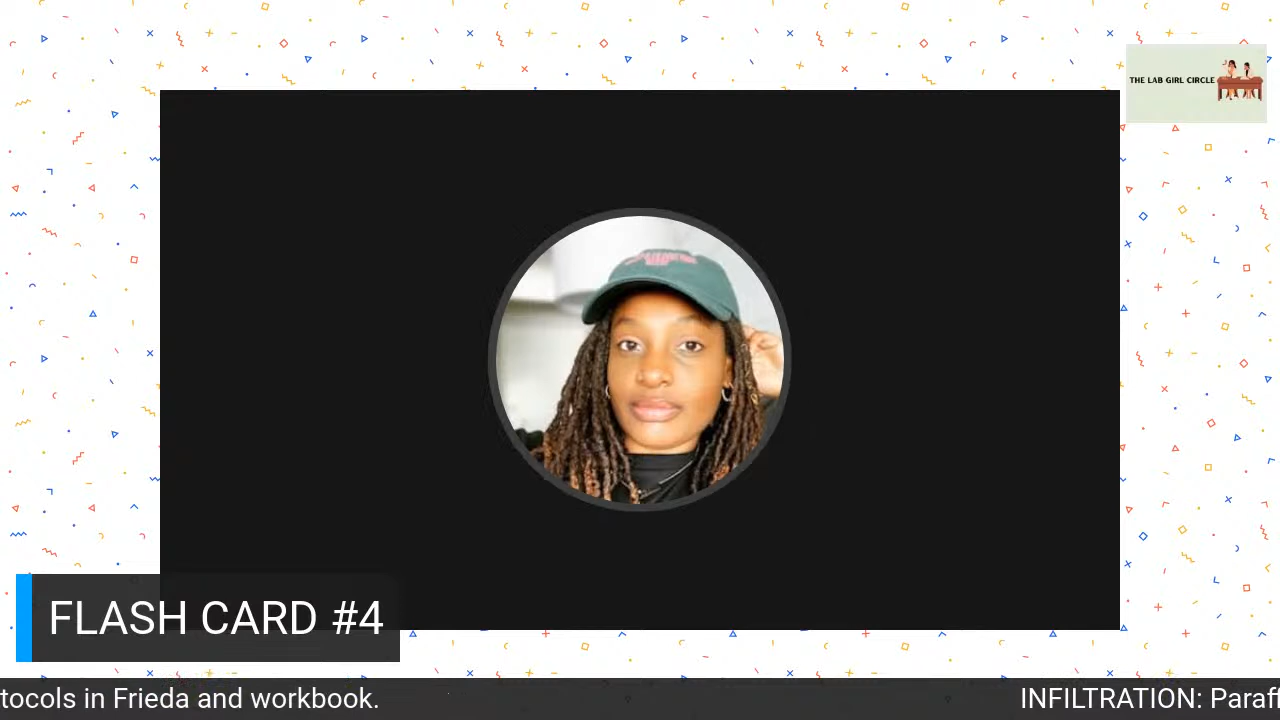 THE LAB GIRL CIRCLE
FLASH CARD #4
tocols in Frieda and workbook.
INFILTRATION: Paraf